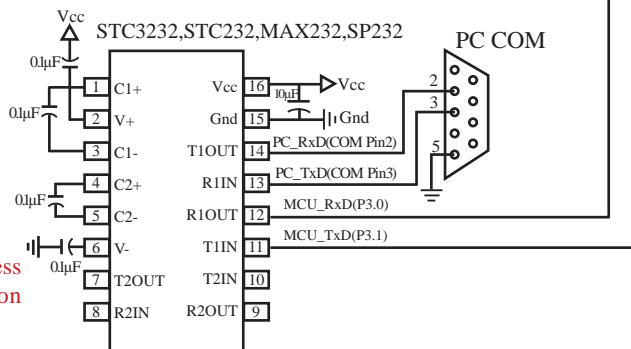 Vcc
STC3232,STC232,MAX232,SP232
PC COM
0.1μF
1 C1+
Vcc 16
Vcc
10μF
2
0.1μF
2 V+
Gnd 15
Gnd
3
3 C1-
T1OUT 14
PC_RxD(COM Pin2)
5
4 C2+
R1IN 13
PC_TxD(COM Pin3)
0.1μF
5 C2-
R1OUT 12
MCU_RxD(P3.0)
6 V-
T1IN 11
MCU_TxD(P3.1)
0.1μF
ess
7 T2OUT
T2IN 10
on
8 R2IN
R2OUT 9